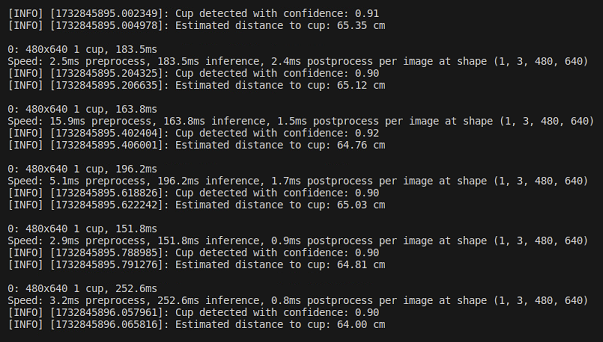 [INFO] [1732845895.002349]: Cup detected with confidence: 0.91
[INFO] [1732845895.004978]: Estimated distance to cup: 65.35 cm
0: 480x640 1 cup, 183.5ms
Speed: 2.5ms preprocess, 183.5ms inference, 2.4ms postprocess per image at shape (1, 3, 480, 640)
[INFO] [1732845895.204325]: Cup detected with confidence: 0.90
[INFO] [1732845895.206635]: Estimated distance to cup: 65.12 cm
0: 480x640 1 cup, 163.8ms
Speed: 15.9ms preprocess, 163.8ms inference, 1.5ms postprocess per image at shape (1, 3, 480, 640)
[INFO] [1732845895.402404]: Cup detected with confidence: 0.92
[INFO] [1732845895.406001]: Estimated distance to cup: 64.76 cm
0: 480x640 1 cup, 196.2ms
Speed: 5.1ms preprocess, 196.2ms inference, 1.7ms postprocess per image at shape (1, 3, 480, 640)
[INFO] [1732845895.618826]: Cup detected with confidence: 0.90
[INFO] [1732845895.622242]: Estimated distance to cup: 65.03 cm
0: 480x640 1 cup, 151.8ms
Speed: 2.9ms preprocess, 151.8ms inference, 0.9ms postprocess per image at shape (1, 3, 480, 640)
[INFO] [1732845895.788985]: Cup detected with confidence: 0.90
[INFO] [1732845895.791276]: Estimated distance to cup: 64.81 cm
0: 480x640 1 cup, 252.6ms
Speed: 3.2ms preprocess, 252.6ms inference, 0.8ms postprocess per image at shape (1, 3, 480, 640)
[INFO] [1732845896.057961]: Cup detected with confidence: 0.90
[INFO] [1732845896.065816]: Estimated distance to cup: 64.00 cm